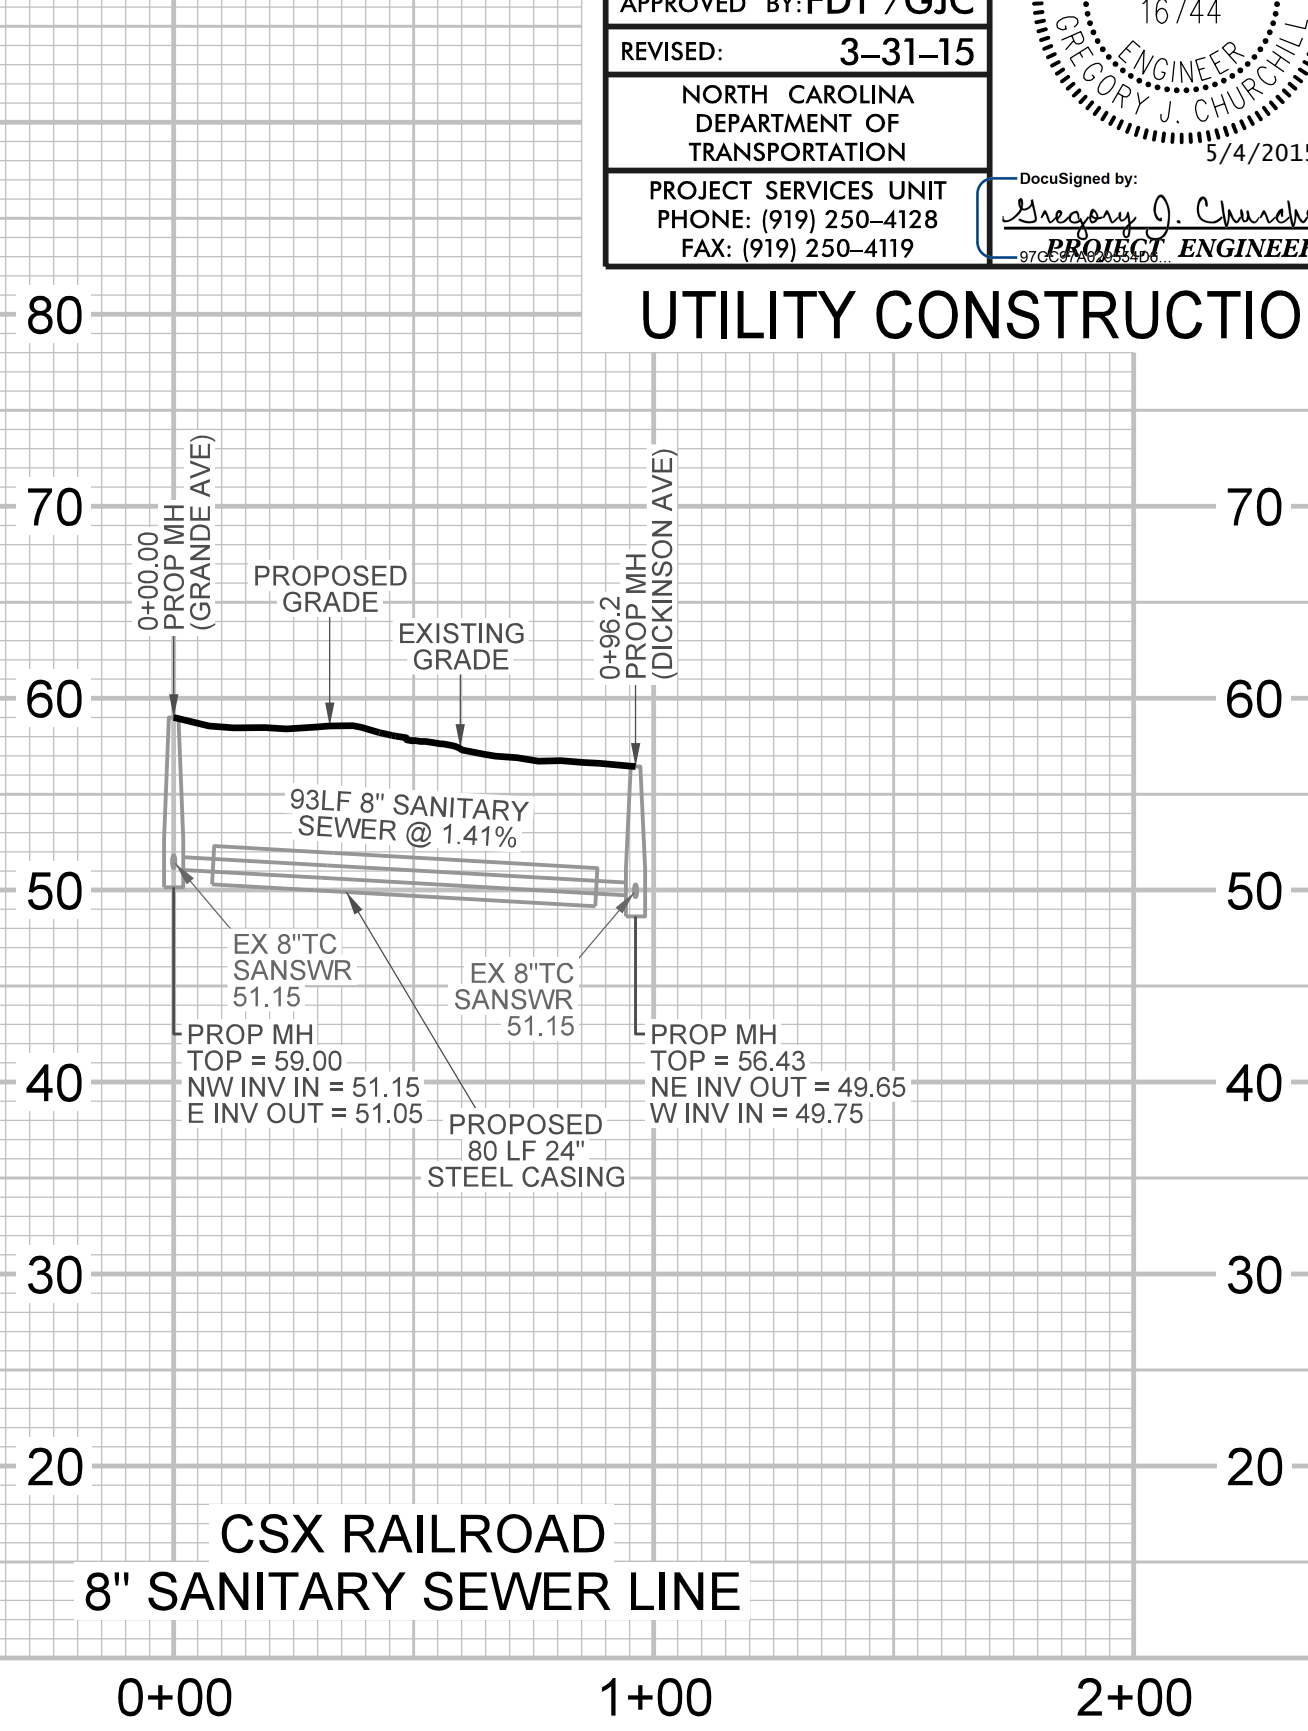 APPROVED BY: FDT /GJC
REVISED: 3–31–15
NORTH CAROLINA
DEPARTMENT OF
TRANSPORTATION
PROJECT SERVICES UNIT
PHONE: (919) 250–4128
FAX: (919) 250–4119
16744
ENGINEER
GREGORY J. CHURCHILL
5/4/2015
DocuSigned by:
Gregory J. Church
PROJECT ENGINEER
UTILITY CONSTRUCTIO
80
70
60
50
40
30
20
70
60
50
40
30
20
0+00.00
PROP MH
(GRANDE AVE)
PROPOSED
GRADE
EXISTING
GRADE
0+96.2
PROP MH
(DICKINSON AVE)
93LF 8" SANITARY
SEWER @ 1.41%
EX 8"TC
SANSWR
51.15
EX 8"TC
SANSWR
51.15
PROP MH
TOP = 59.00
NW INV IN = 51.15
E INV OUT = 51.05
PROP MH
TOP = 56.43
NE INV OUT = 49.65
W INV IN = 49.75
PROPOSED
80 LF 24"
STEEL CASING
CSX RAILROAD
8" SANITARY SEWER LINE
0+00
1+00
2+00